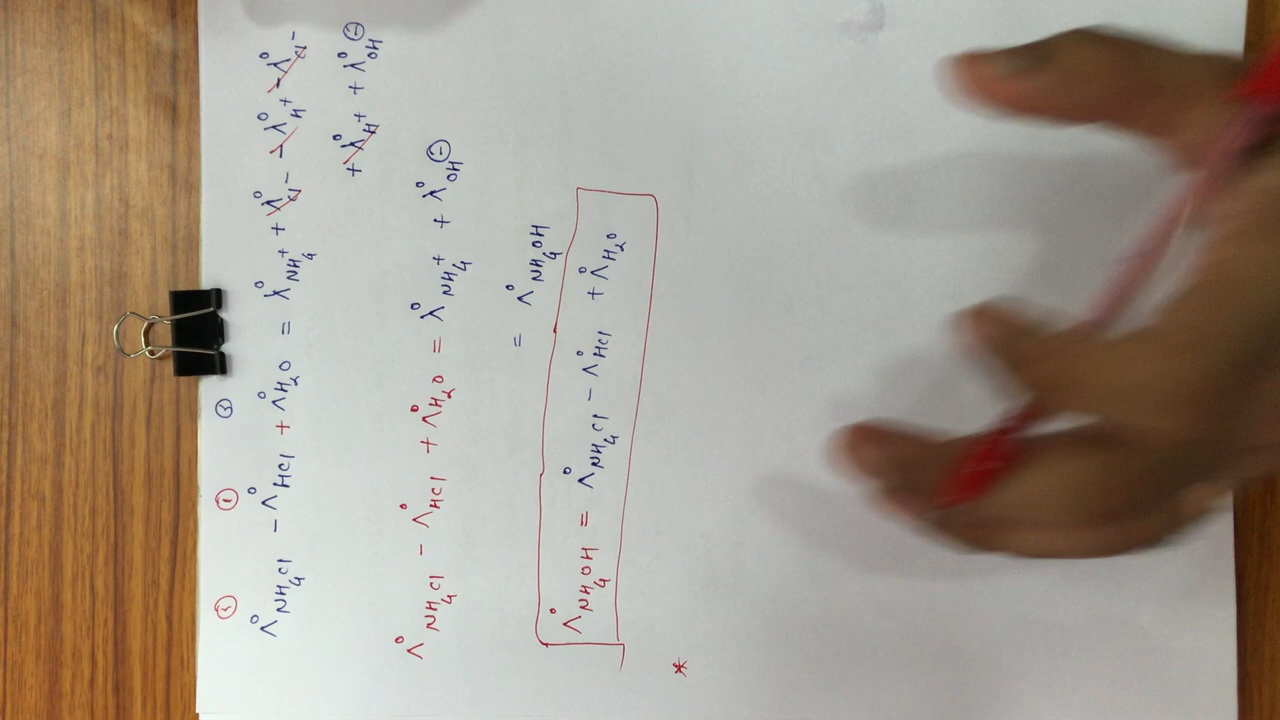 ② ① ③
Λ°NH₄Cl - Λ°HCl + Λ°H₂O = λ°NH₄⁺ + λ°Cl⁻ - λ°H⁺ - λ°Cl⁻
+ λ°H⁺ + λ°OH⊖
Λ°NH₄Cl - Λ°HCl + Λ°H₂O = λ°NH₄⁺ + λ°OH⊖
= Λ°NH₄OH
Λ°NH₄OH = Λ°NH₄Cl - Λ°HCl + Λ°H₂O
*